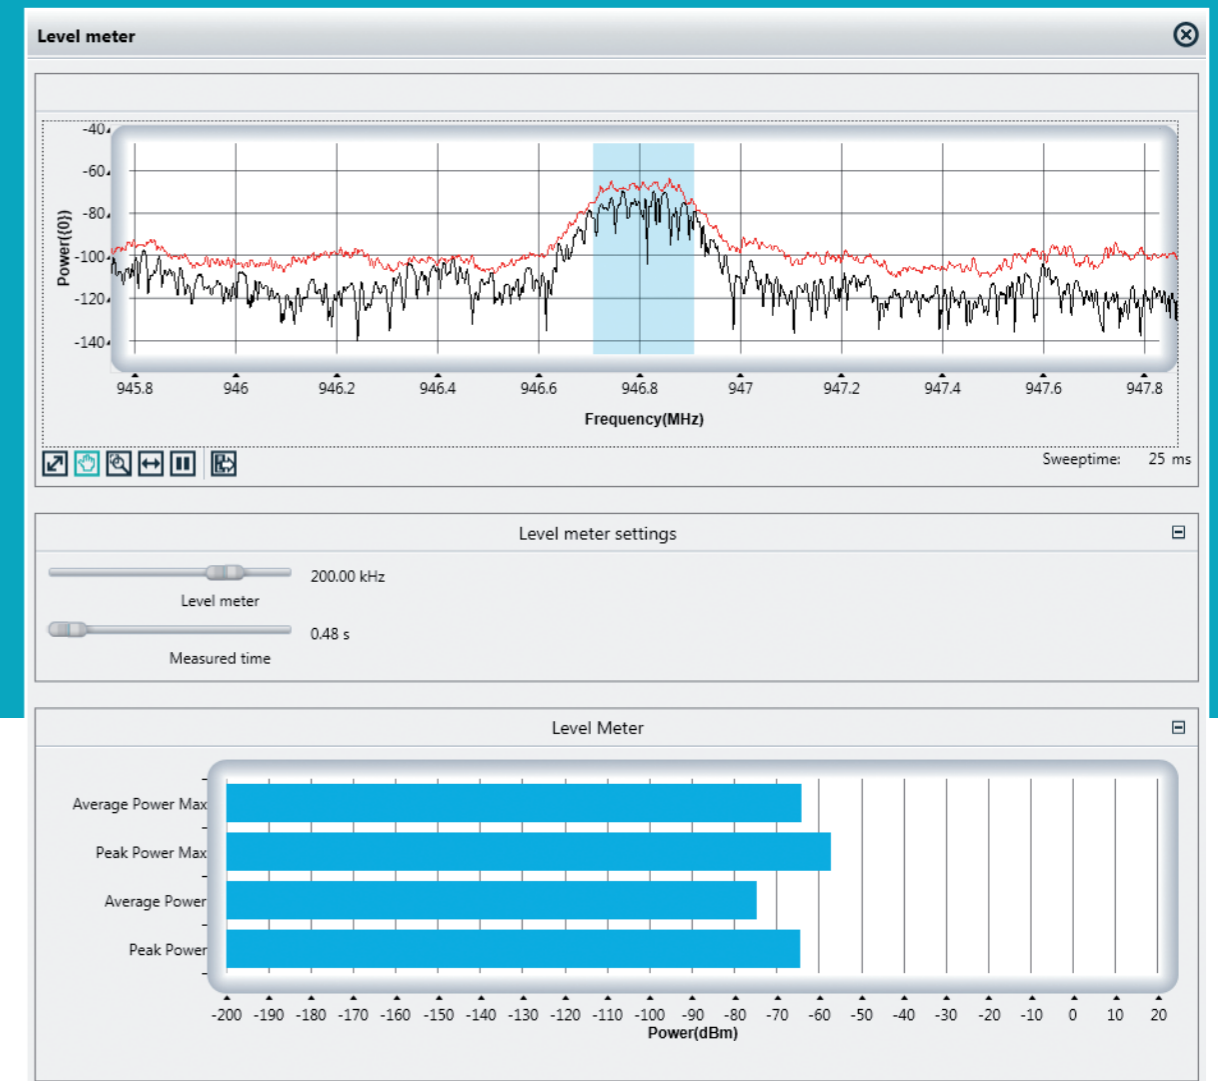 Level meter
-40
-60
-80
-100
-120
-140
Power({0})
945.8 946 946.2 946.4 946.6 946.8 947 947.2 947.4 947.6 947.8
Frequency(MHz)
Sweeptime: 25 ms
Level meter settings
200.00 kHz
Level meter
0.48 s
Measured time
Level Meter
Average Power Max
Peak Power Max
Average Power
Peak Power
-200 -190 -180 -170 -160 -150 -140 -130 -120 -110 -100 -90 -80 -70 -60 -50 -40 -30 -20 -10 0 10 20
Power(dBm)